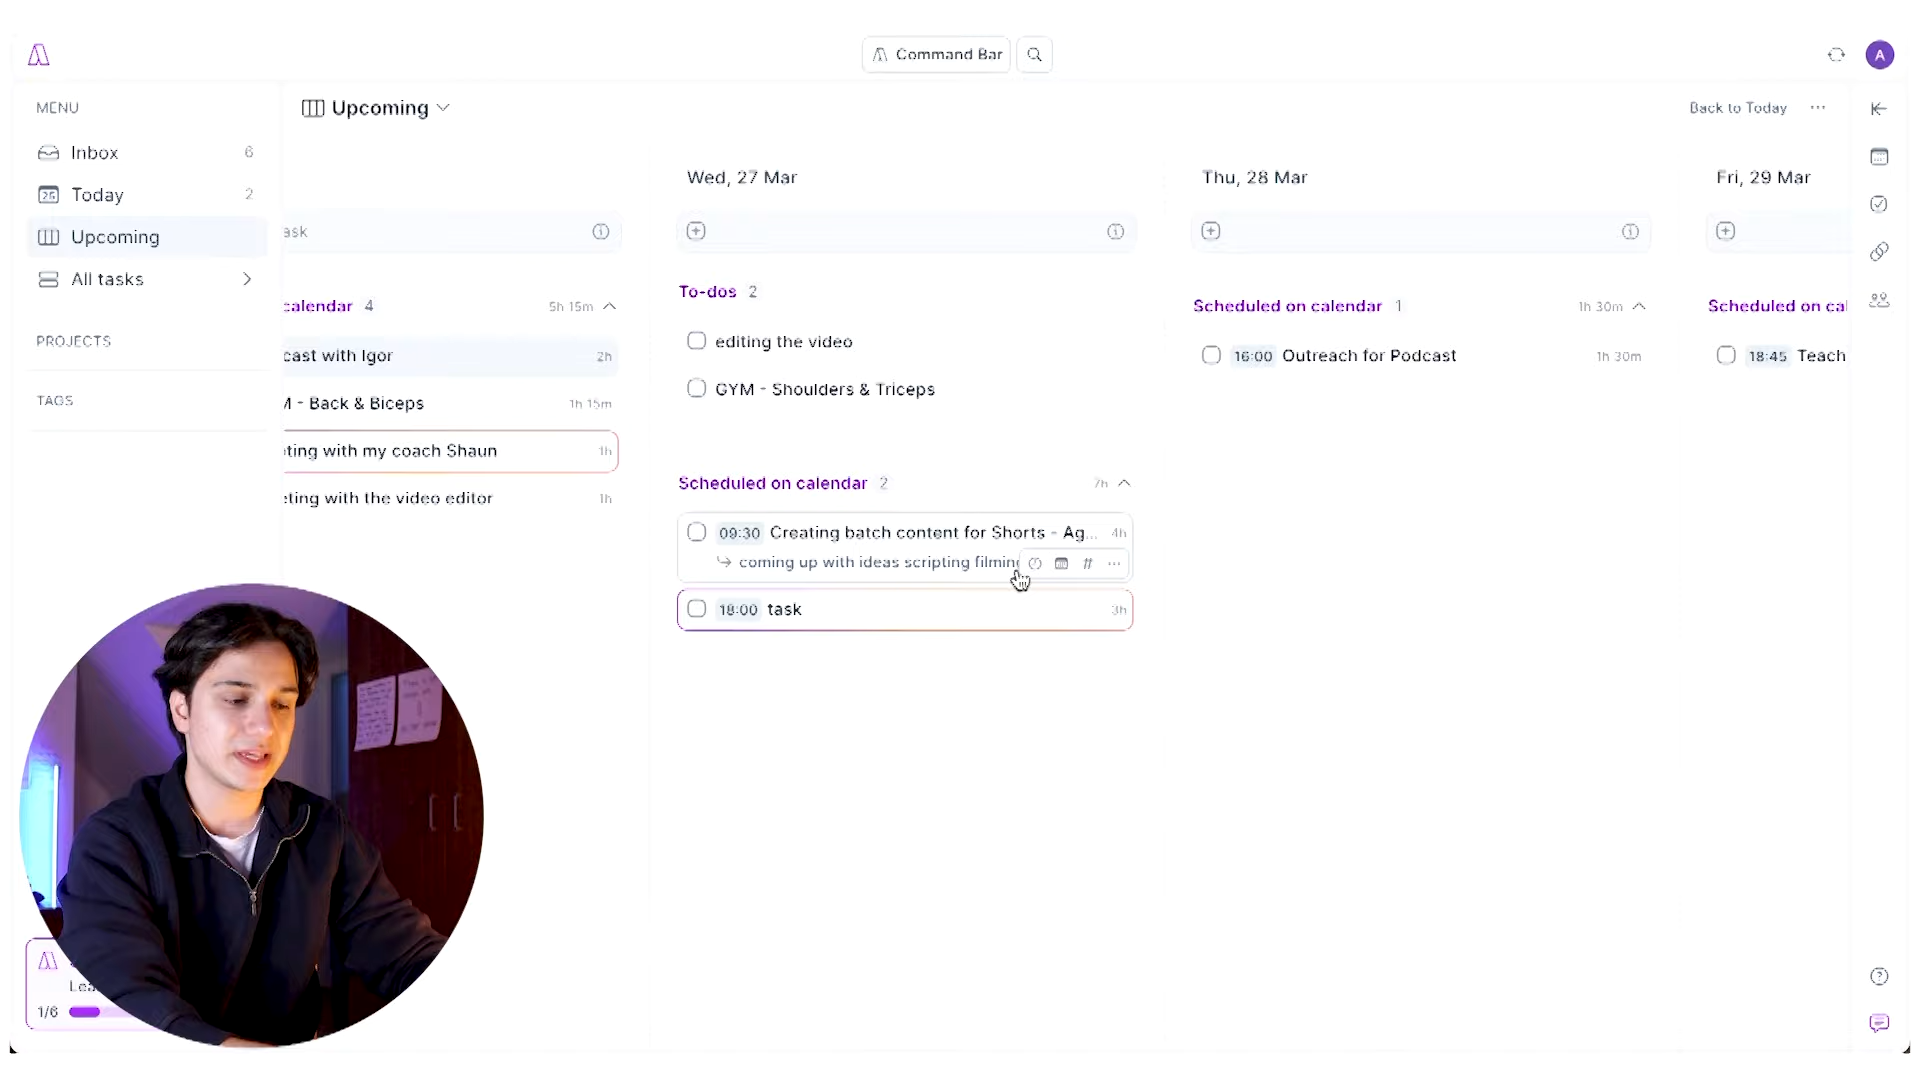 Command Bar
A
MENU
Inbox 6
25 Today 2
Upcoming
All tasks
PROJECTS
TAGS
1/6
Upcoming
Back to Today
ask
calendar 4 5h 15m
cast with Igor 2h
- Back & Biceps 1h 15m
ting with my coach Shaun 1h
eting with the video editor 1h
Wed, 27 Mar
To-dos 2
editing the video
GYM - Shoulders & Triceps
Scheduled on calendar 2 7h
09:30 Creating batch content for Shorts - Ag... 4h
coming up with ideas scripting filming
18:00 task 3h
Thu, 28 Mar
Scheduled on calendar 1 1h 30m
16:00 Outreach for Podcast 1h 30m
Fri, 29 Mar
Scheduled on cal
18:45 Teach